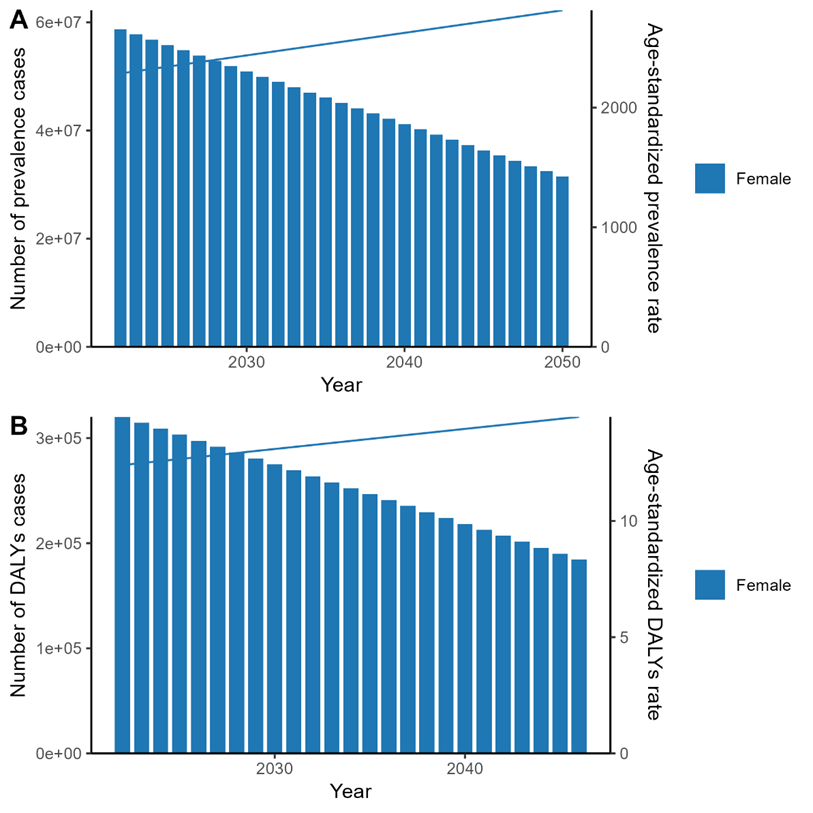 A
Number of prevalence cases
6e+07
4e+07
2e+07
0e+00
2030
2040
2050
Year
2000
1000
0
Age-standardized prevalence rate
Female
B
Number of DALYs cases
3e+05
2e+05
1e+05
0e+00
2030
2040
Year
10
5
0
Age-standardized DALYs rate
Female